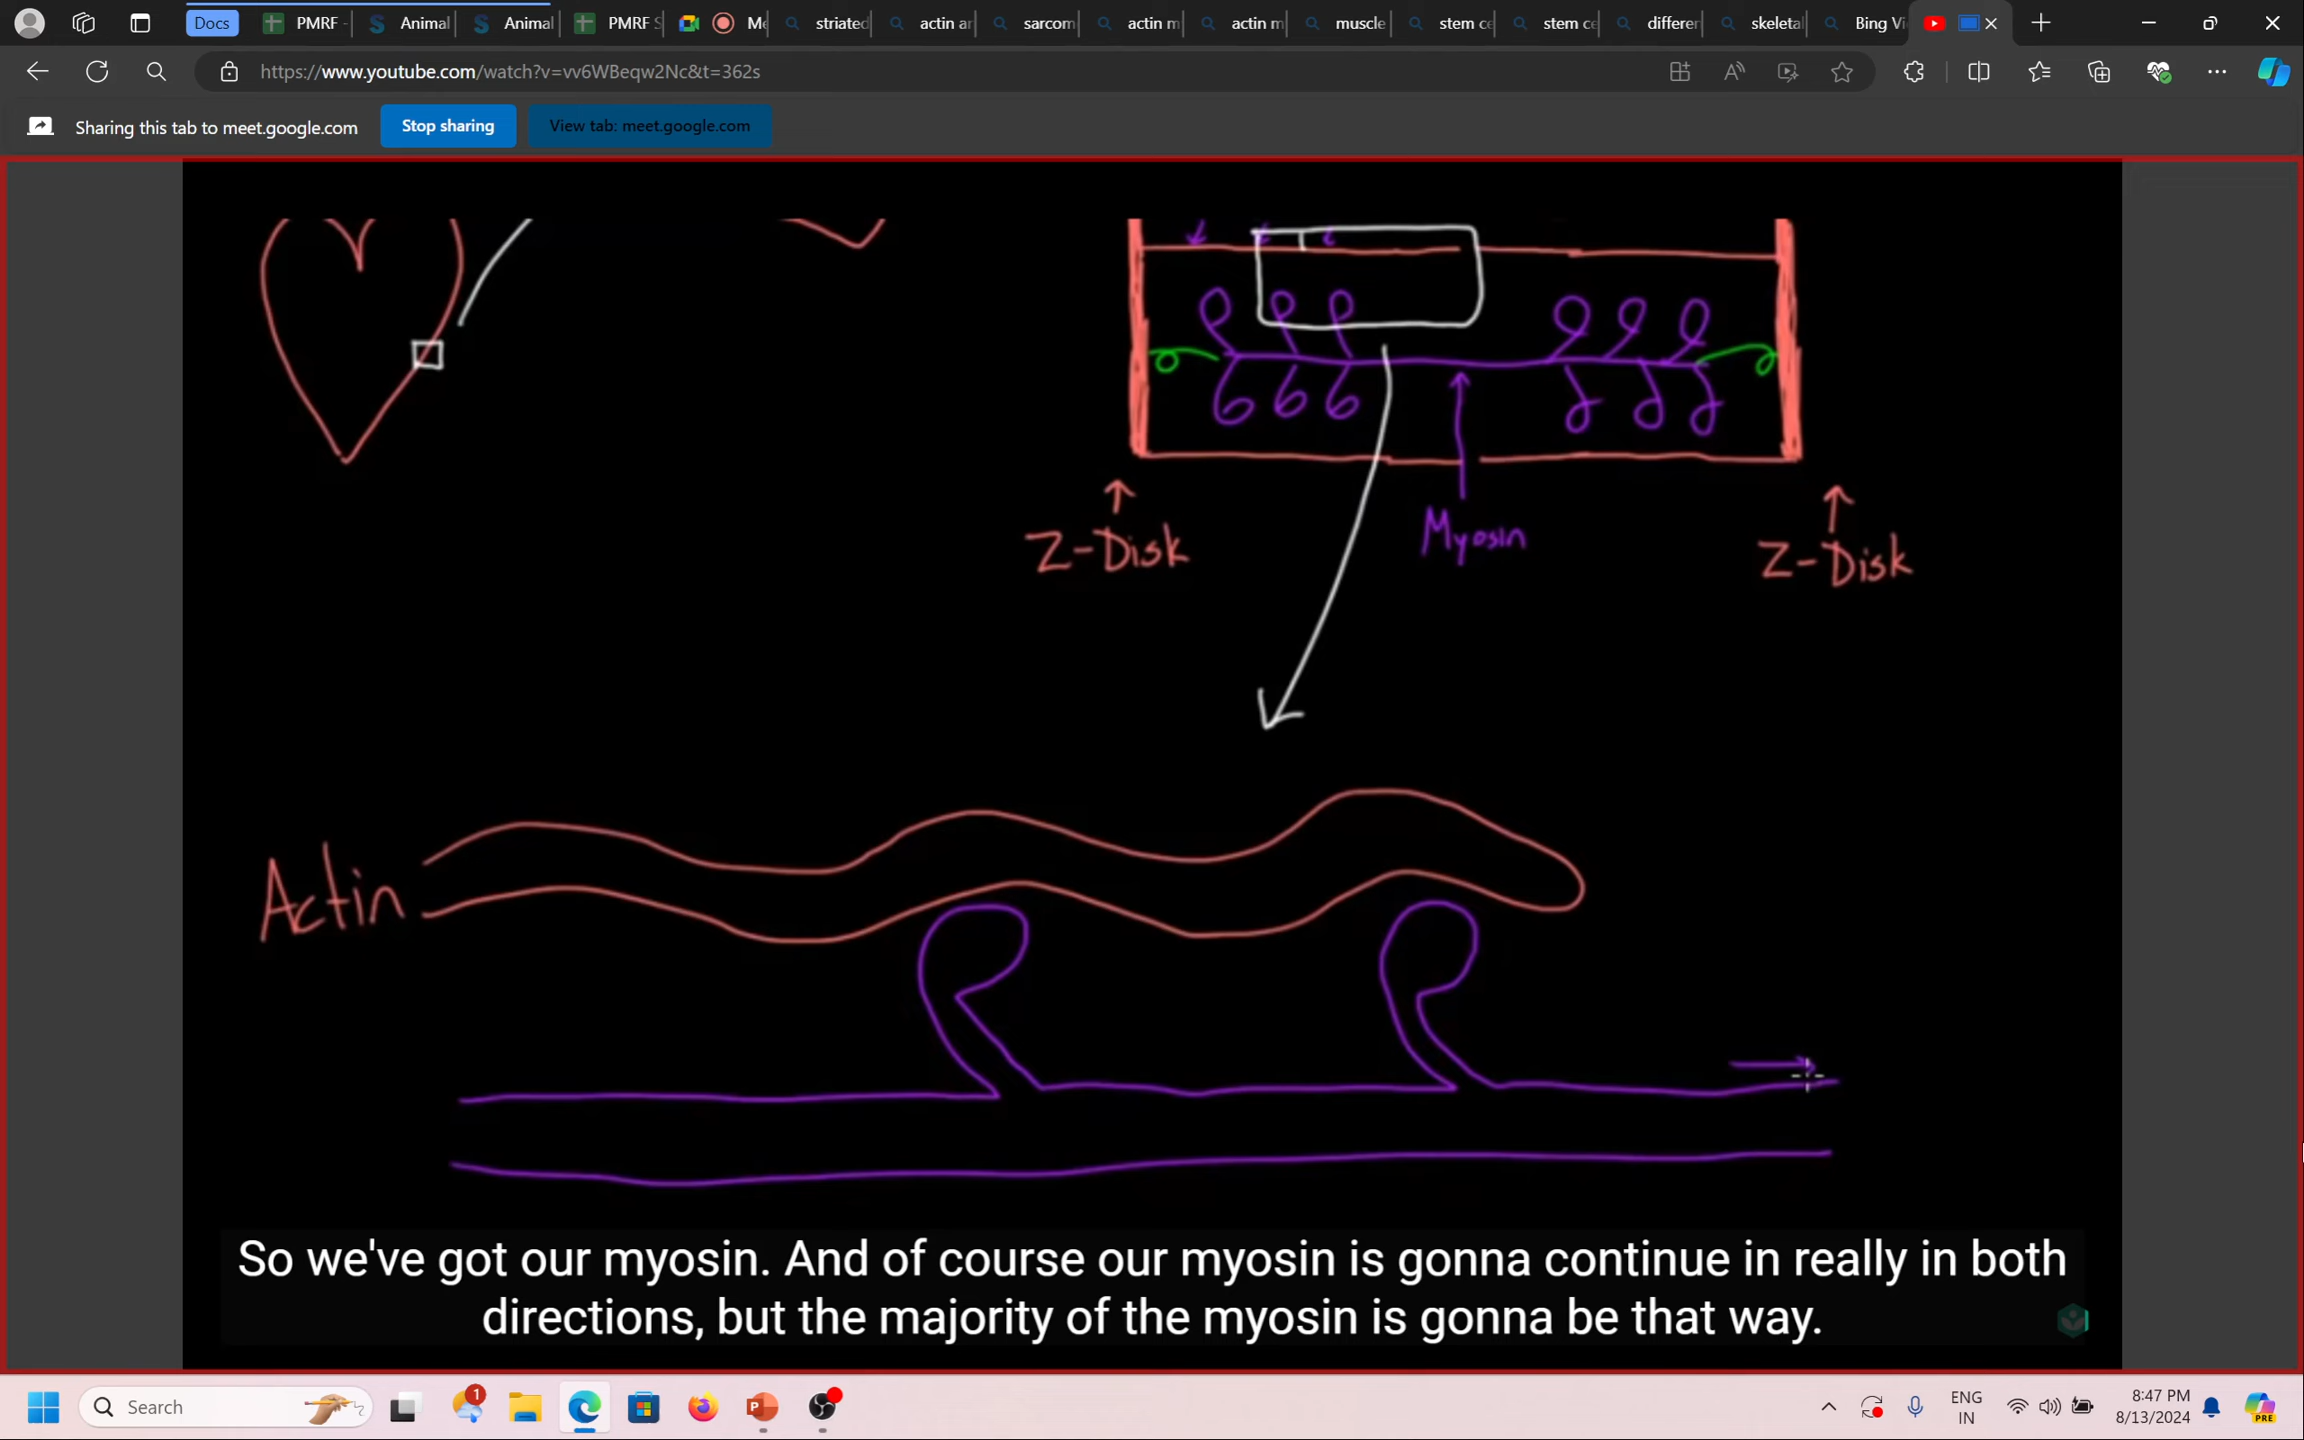 Docs
PMRF -
Animal
Animal
PMRF S
Me
striated
actin ar
sarcom
actin m
actin m
muscle
stem ce
stem ce
differer
skeletal
Bing Vi
https://www.youtube.com/watch?v=vv6WBeqw2Nc&t=362s
Sharing this tab to meet.google.com
Stop sharing
View tab: meet.google.com
Z-Disk
Myosin
Z-Disk
Actin
So we've got our myosin. And of course our myosin is gonna continue in really in both
directions, but the majority of the myosin is gonna be that way.
Search
1
ENG
IN
8:47 PM
8/13/2024
PRE